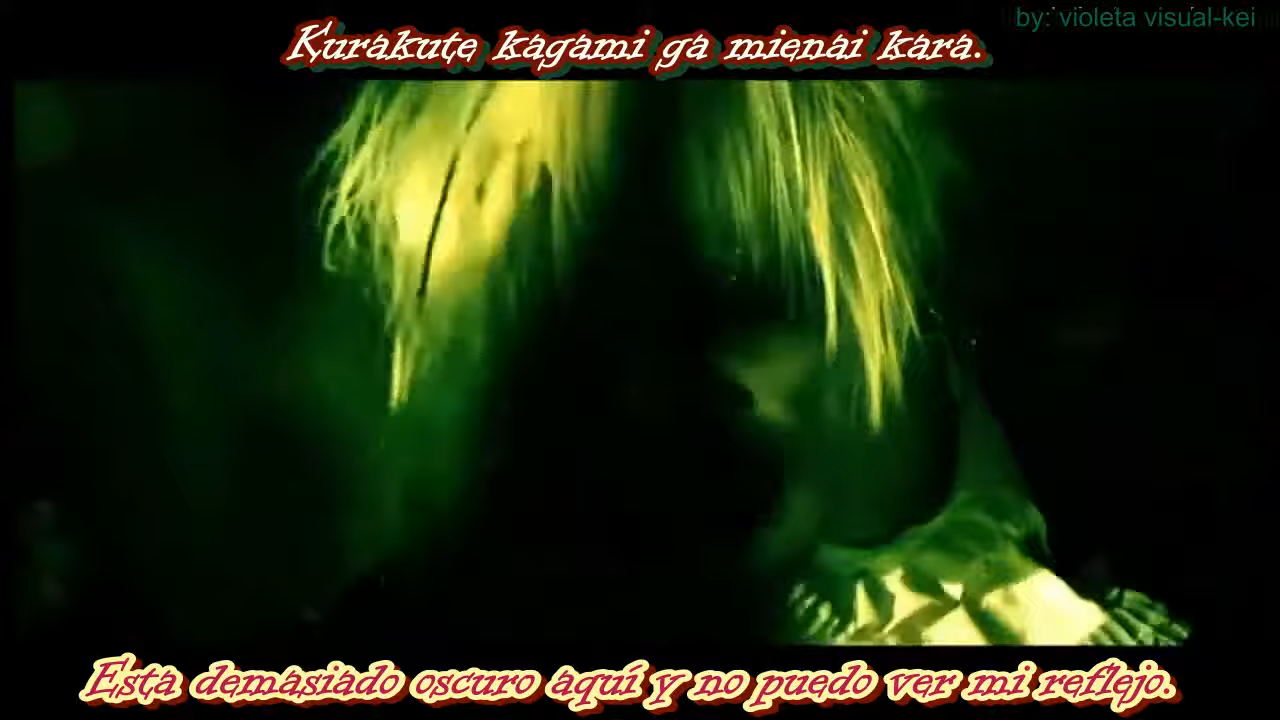 by: violeta visual-kei
Kurakute kagami ga mienai kara.
Esta demasiado oscuro aquí y no puedo ver mi reflejo.